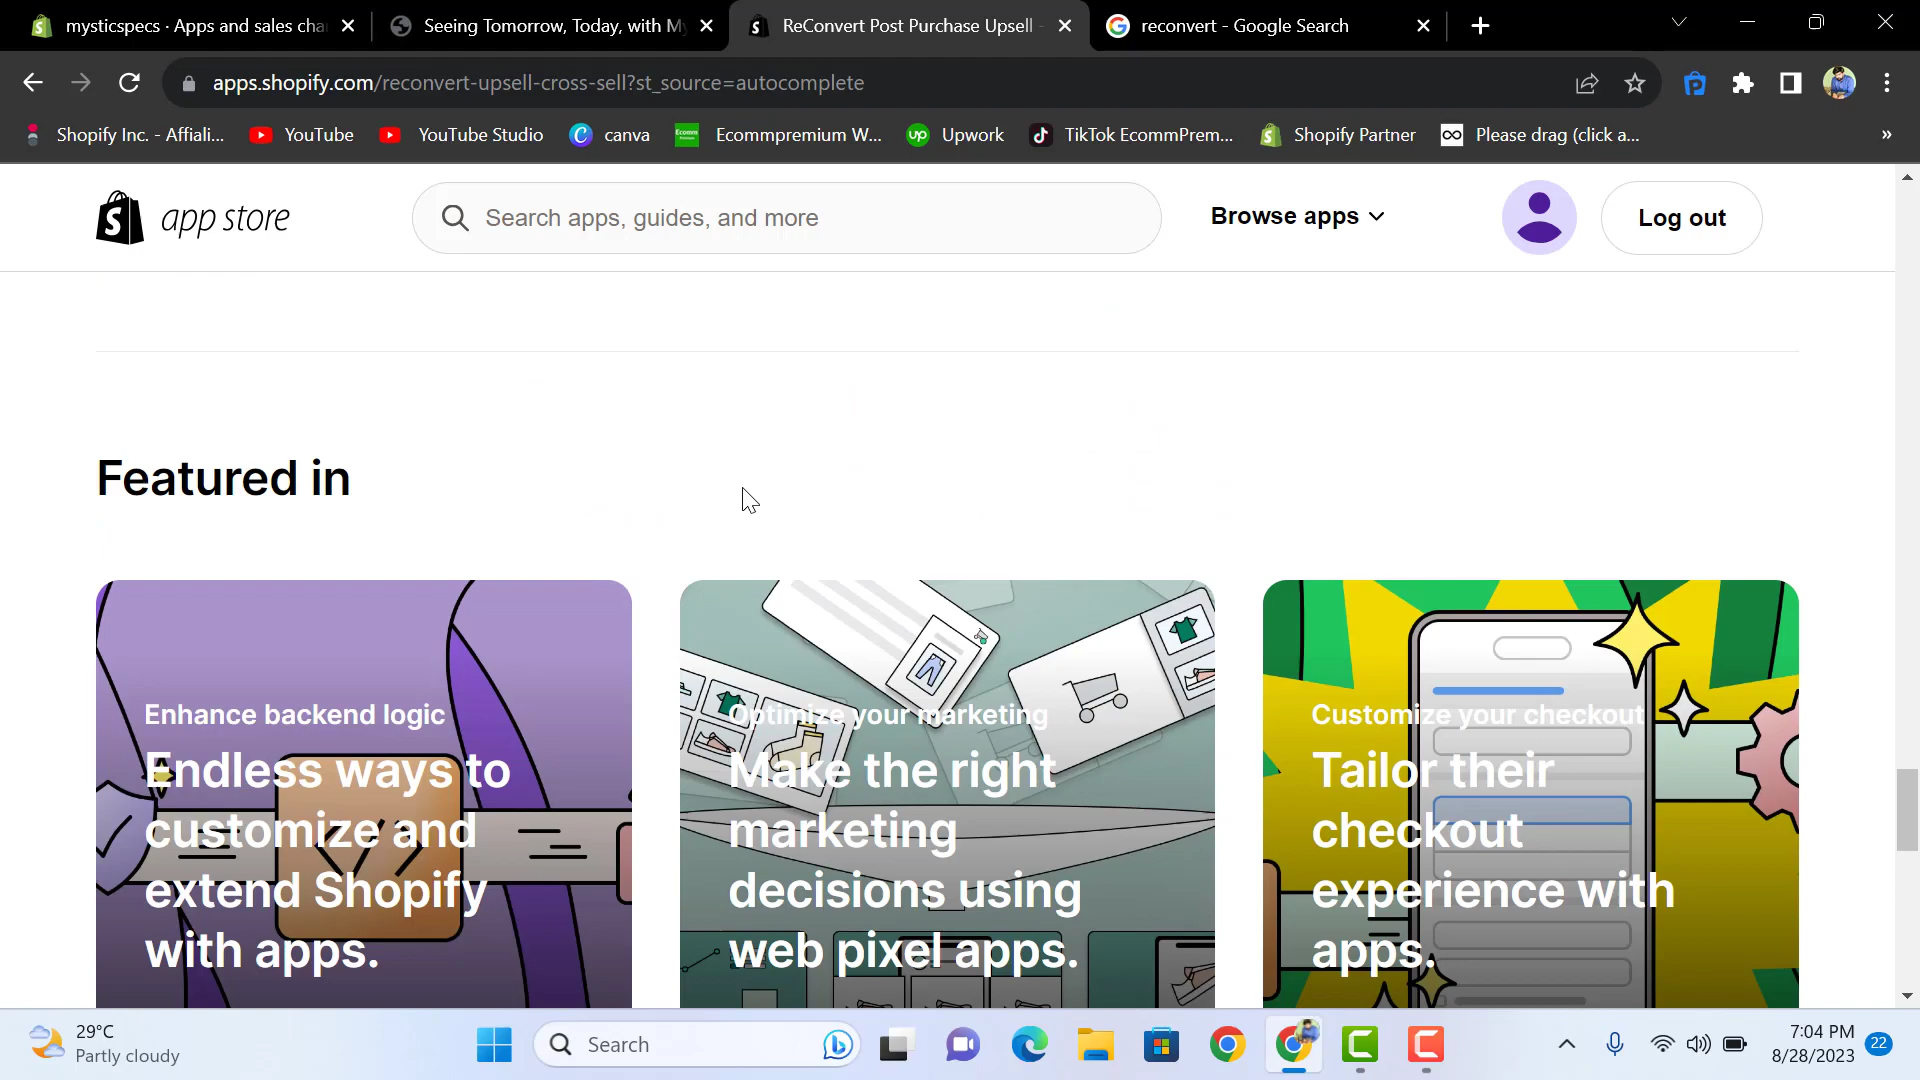 mysticspecs · Apps and sales cha
Seeing Tomorrow, Today, with My
ReConvert Post Purchase Upsell -
reconvert - Google Search
apps.shopify.com/reconvert-upsell-cross-sell?st_source=autocomplete
Shopify Inc. - Affiali...
YouTube
YouTube Studio
canva
Ecommpremium W...
Upwork
TikTok EcommPrem...
Shopify Partner
Please drag (click a...
»
app store
Search apps, guides, and more
Browse apps
Log out
Featured in
Enhance backend logic
Endless ways to
customize and
extend Shopify
with apps.
Optimize your marketing
Make the right
marketing
decisions using
web pixel apps.
Customize your checkout
Tailor their
checkout
experience with
apps.
29°C
Partly cloudy
Search
7:04 PM
8/28/2023
22